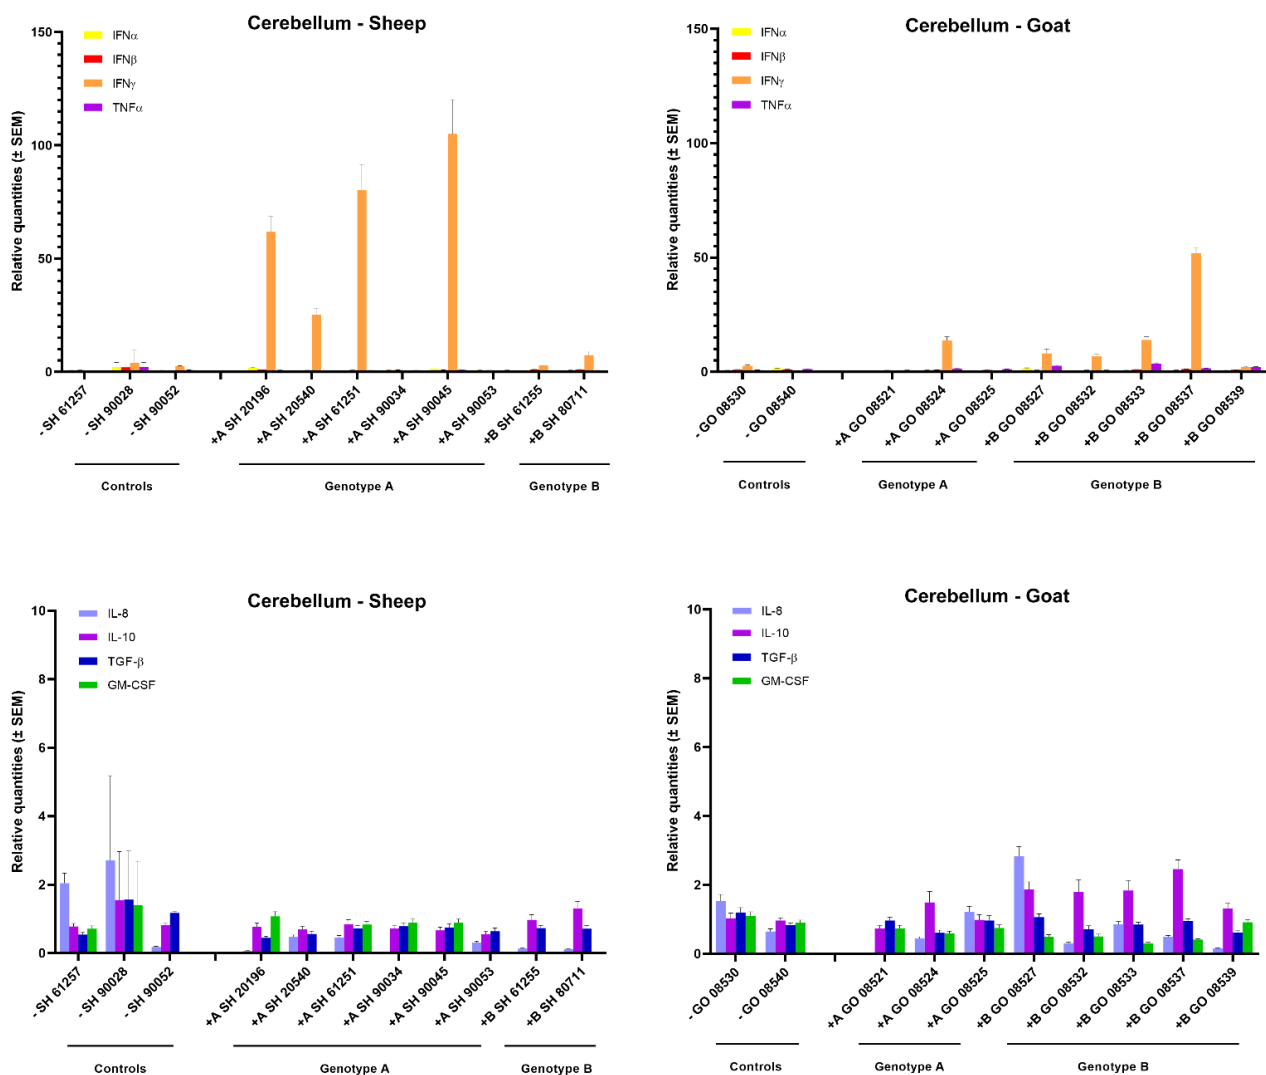 Cerebellum - Sheep
IFNα
IFNβ
IFNγ
TNFα
Relative quantities (± SEM)
150
100
50
0
- SH 61257
- SH 90028
- SH 90052
+A SH 20196
+A SH 20540
+A SH 61251
+A SH 90034
+A SH 90045
+A SH 90053
+B SH 61255
+B SH 80711
Controls
Genotype A
Genotype B
Cerebellum - Goat
IFNα
IFNβ
IFNγ
TNFα
Relative quantities (± SEM)
150
100
50
0
- GO 08530
- GO 08540
+A GO 08521
+A GO 08524
+A GO 08525
+B GO 08527
+B GO 08532
+B GO 08533
+B GO 08537
+B GO 08539
Controls
Genotype A
Genotype B
Cerebellum - Sheep
IL-8
IL-10
TGF-β
GM-CSF
Relative quantities (± SEM)
10
8
6
4
2
0
- SH 61257
- SH 90028
- SH 90052
+A SH 20196
+A SH 20540
+A SH 61251
+A SH 90034
+A SH 90045
+A SH 90053
+B SH 61255
+B SH 80711
Controls
Genotype A
Genotype B
Cerebellum - Goat
IL-8
IL-10
TGF-β
GM-CSF
Relative quantities (± SEM)
10
8
6
4
2
0
- GO 08530
- GO 08540
+A GO 08521
+A GO 08524
+A GO 08525
+B GO 08527
+B GO 08532
+B GO 08533
+B GO 08537
+B GO 08539
Controls
Genotype A
Genotype B